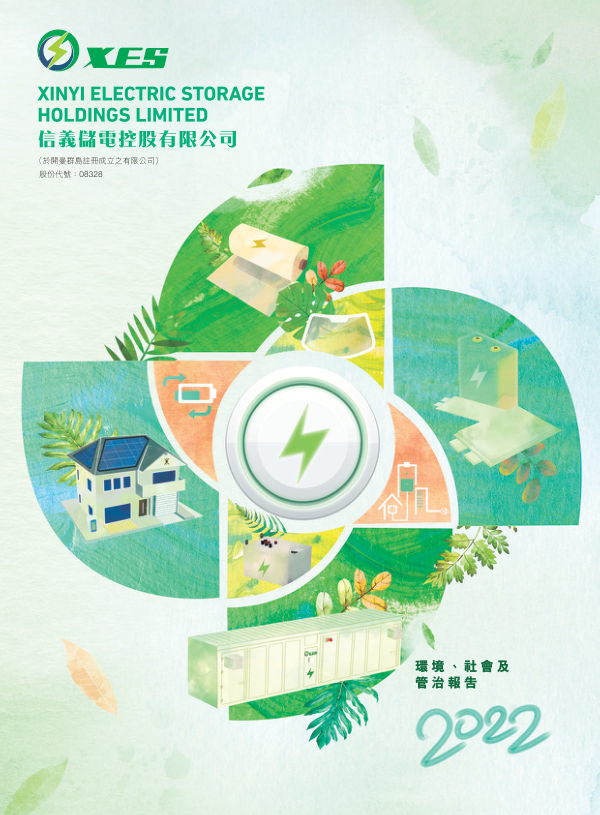 XES
XINYI ELECTRIC STORAGE
HOLDINGS LIMITED
信義儲電控股有限公司
（於開曼群島註冊成立之有限公司）
股份代號：08328
XES
環境、社會及
管治報告
2022